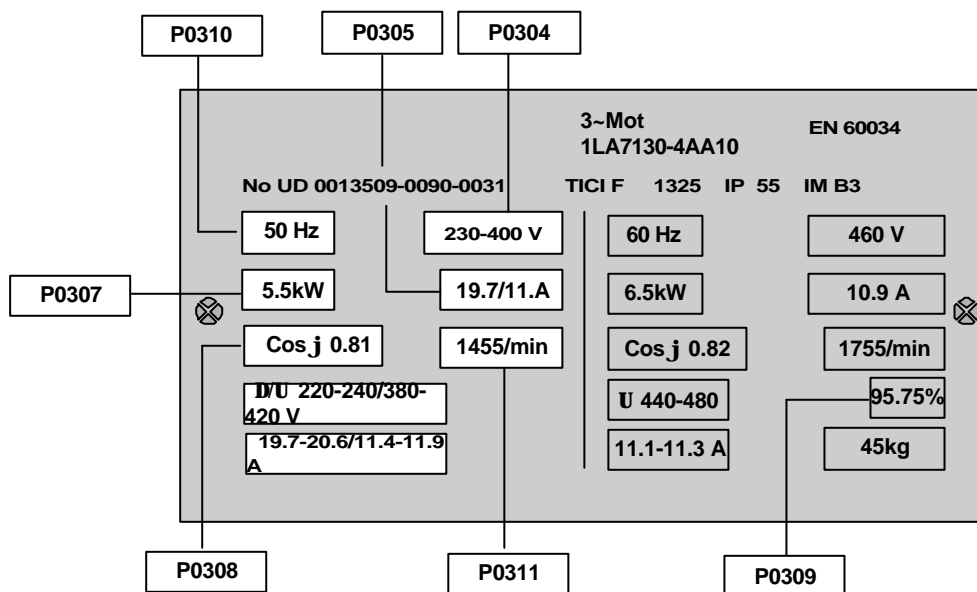 P0310 P0305 P0304
3~Mot
1LA7130-4AA10
EN 60034
No UD 0013509-0090-0031 TICI F 1325 IP 55 IM B3
50 Hz 230-400 V 60 Hz 460 V
P0307 5.5kW 19.7/11.A 6.5kW 10.9 A
Cos j 0.81 1455/min Cos j 0.82 1755/min
D/U 220-240/380-
420 V
U 440-480 95.75%
19.7-20.6/11.4-11.9
A
11.1-11.3 A 45kg
P0308 P0311 P0309